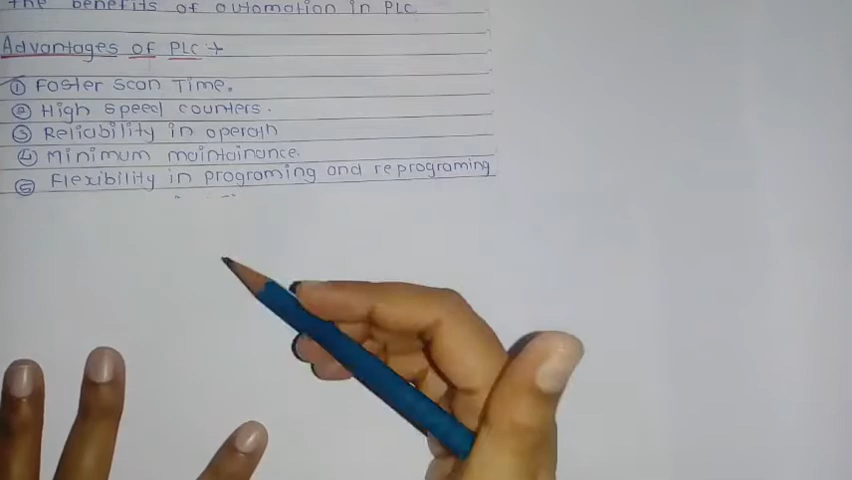 the benefits of automation in PLC
Advantages of PLC :-
① Faster scan Time.
② High speed counters.
③ Reliability in operatn
④ Minimum maintainance.
⑤ Flexibility in programing and reprograming